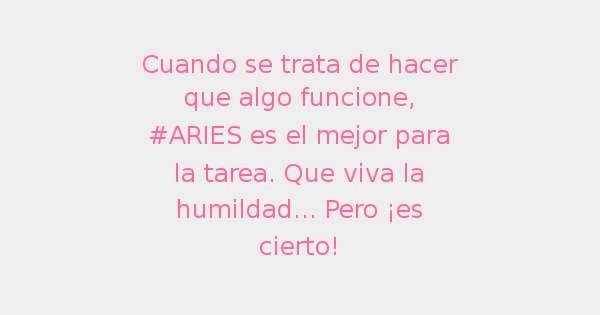 Cuando se trata de hacer
que algo funcione,
#ARIES es el mejor para
la tarea. Que viva la
humildad... Pero ¡es
cierto!